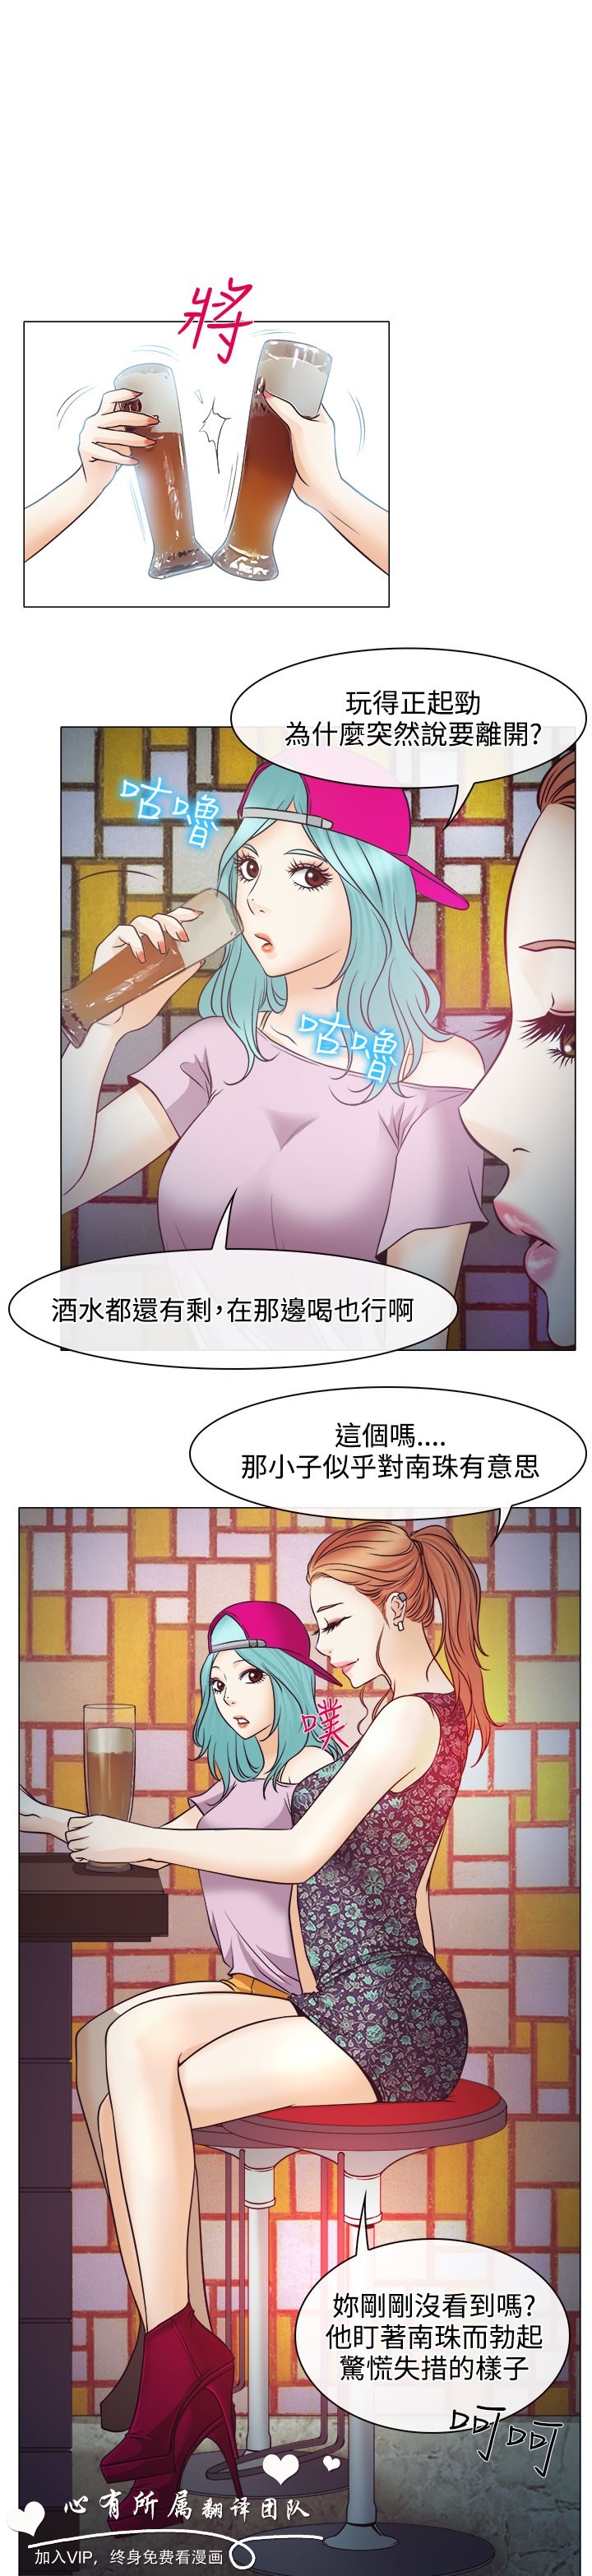 將
玩得正起勁
為什麼突然說要離開?
咕嚕
咕嚕
酒水都還有剩,在那邊喝也行啊
這個嗎....
那小子似乎對南珠有意思
噗
妳剛剛沒看到嗎?
他盯著南珠而勃起
驚慌失措的樣子
呵呵
心有所属翻译团队
加入VIP，终身免费看漫画